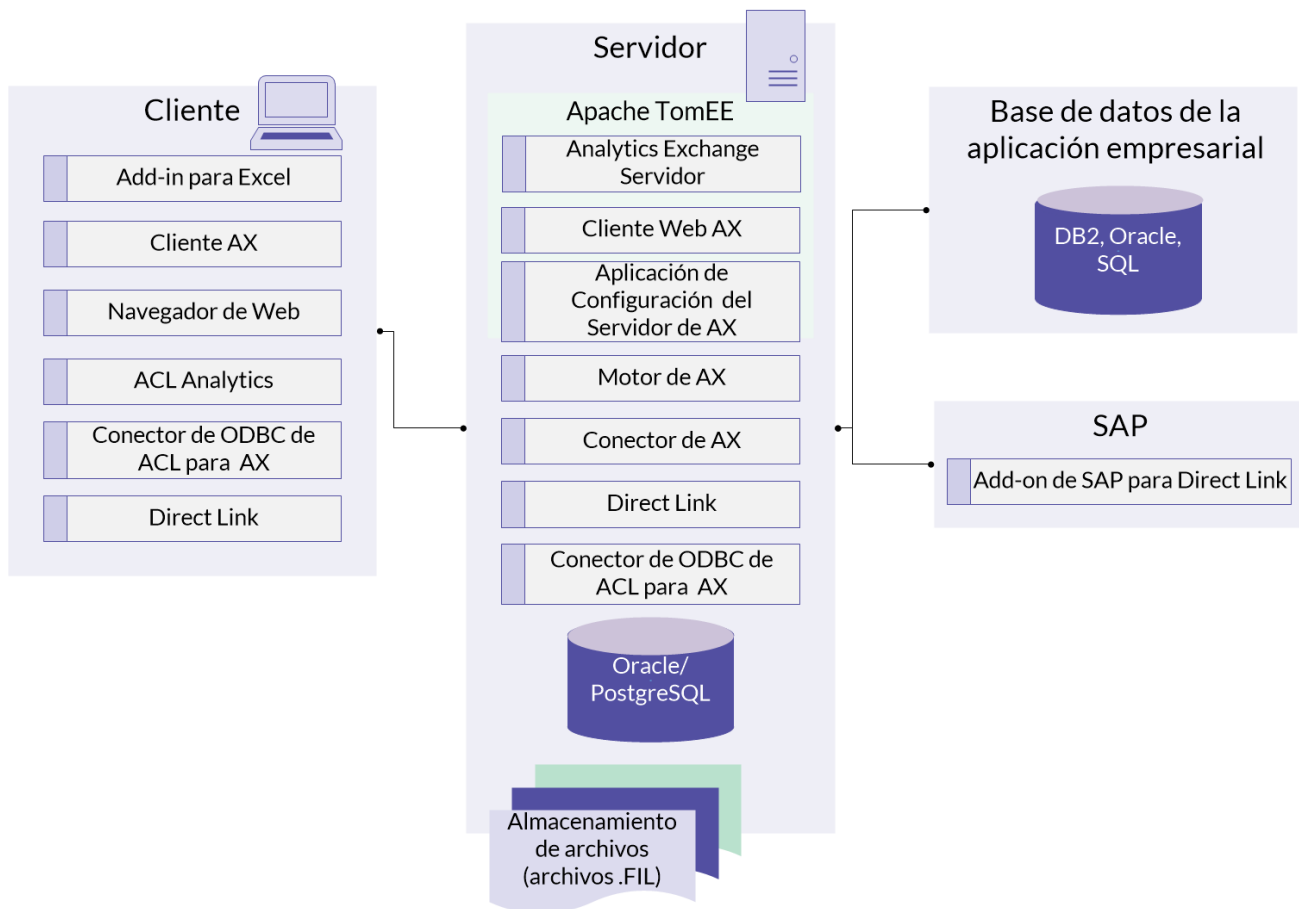 Cliente
Add-in para Excel
Cliente AX
Navegador de Web
ACL Analytics
Conector de ODBC de
ACL para AX
Direct Link
Servidor
Apache TomEE
Analytics Exchange
Servidor
Cliente Web AX
Aplicación de
Configuración del
Servidor de AX
Motor de AX
Conector de AX
Direct Link
Conector de ODBC de
ACL para AX
Oracle/
PostgreSQL
Almacenamiento
de archivos
(archivos .FIL)
Base de datos de la
aplicación empresarial
DB2, Oracle,
SQL
SAP
Add-on de SAP para Direct Link